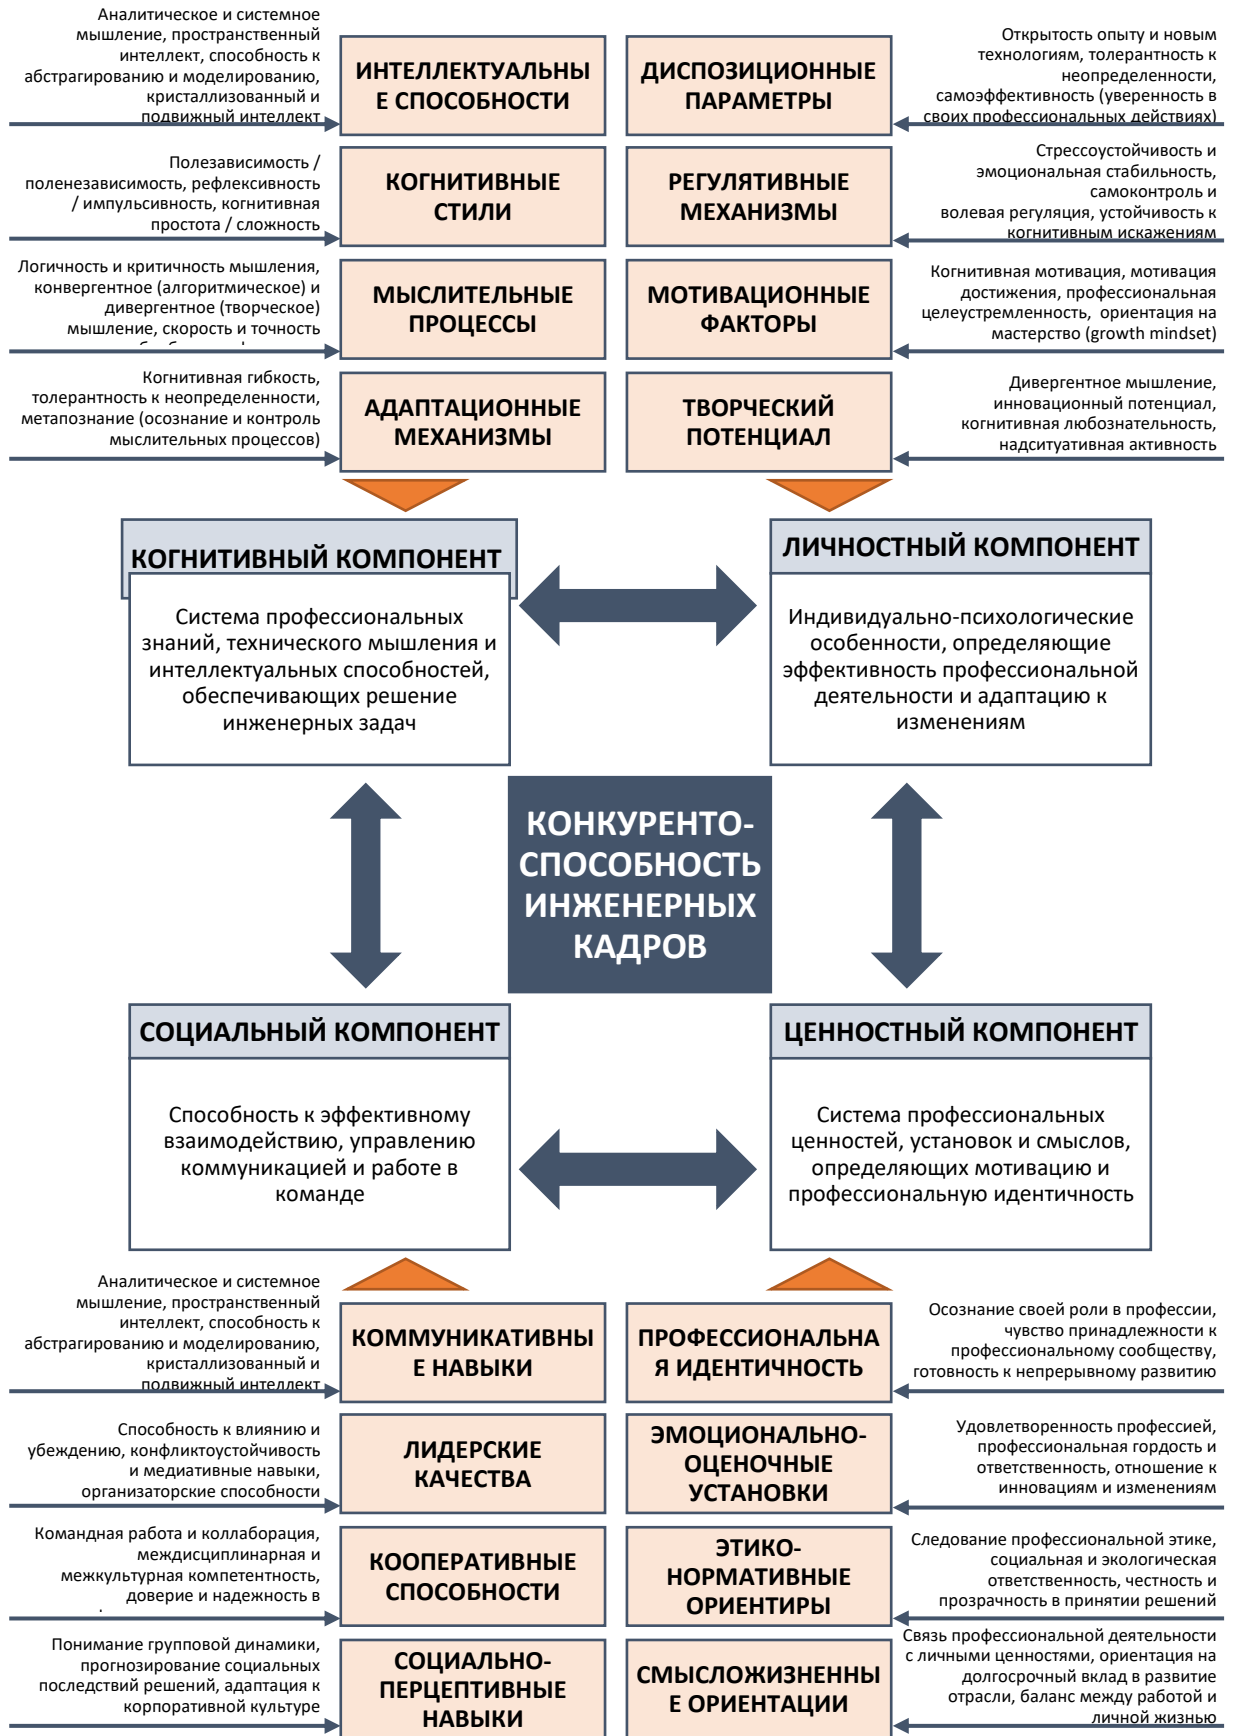 Аналитическое и системное
мышление, пространственный
интеллект, способность к
абстрагированию и моделированию,
кристаллизованный и
подвижный интеллект
ИНТЕЛЛЕКТУАЛЬНЫ
Е СПОСОБНОСТИ
ДИСПОЗИЦИОННЫЕ
ПАРАМЕТРЫ
Открытость опыту и новым
технологиям, толерантность к
неопределенности,
самоэффективность (уверенность в
своих профессиональных действиях)
Полезависимость /
поленезависимость, рефлексивность
/ импульсивность, когнитивная
простота / сложность
КОГНИТИВНЫЕ
СТИЛИ
РЕГУЛЯТИВНЫЕ
МЕХАНИЗМЫ
Стрессоустойчивость и
эмоциональная стабильность,
самоконтроль и
волевая регуляция, устойчивость к
когнитивным искажениям
Логичность и критичность мышления,
конвергентное (алгоритмическое) и
дивергентное (творческое)
мышление, скорость и точность
МЫСЛИТЕЛЬНЫЕ
ПРОЦЕССЫ
МОТИВАЦИОННЫЕ
ФАКТОРЫ
Когнитивная мотивация, мотивация
достижения, профессиональная
целеустремленность, ориентация на
мастерство (growth mindset)
Когнитивная гибкость,
толерантность к неопределенности,
метапознание (осознание и контроль
мыслительных процессов)
АДАПТАЦИОННЫЕ
МЕХАНИЗМЫ
ТВОРЧЕСКИЙ
ПОТЕНЦИАЛ
Дивергентное мышление,
инновационный потенциал,
когнитивная любознательность,
надситуативная активность
КОГНИТИВНЫЙ КОМПОНЕНТ
Система профессиональных
знаний, технического мышления и
интеллектуальных способностей,
обеспечивающих решение
инженерных задач
ЛИЧНОСТНЫЙ КОМПОНЕНТ
Индивидуально-психологические
особенности, определяющие
эффективность профессиональной
деятельности и адаптацию к
изменениям
КОНКУРЕНТО-
СПОСОБНОСТЬ
ИНЖЕНЕРНЫХ
КАДРОВ
СОЦИАЛЬНЫЙ КОМПОНЕНТ
Способность к эффективному
взаимодействию, управлению
коммуникацией и работе в
команде
ЦЕННОСТНЫЙ КОМПОНЕНТ
Система профессиональных
ценностей, установок и смыслов,
определяющих мотивацию и
профессиональную идентичность
Аналитическое и системное
мышление, пространственный
интеллект, способность к
абстрагированию и моделированию,
кристаллизованный и
подвижный интеллект
КОММУНИКАТИВНЫ
Е НАВЫКИ
ПРОФЕССИОНАЛЬНА
Я ИДЕНТИЧНОСТЬ
Осознание своей роли в профессии,
чувство принадлежности к
профессиональному сообществу,
готовность к непрерывному развитию
Способность к влиянию и
убеждению, конфликтоустойчивость
и медиативные навыки,
организаторские способности
ЛИДЕРСКИЕ
КАЧЕСТВА
ЭМОЦИОНАЛЬНО-
ОЦЕНОЧНЫЕ
УСТАНОВКИ
Удовлетворенность профессией,
профессиональная гордость и
ответственность, отношение к
инновациям и изменениям
Командная работа и коллаборация,
междисциплинарная и
межкультурная компетентность,
доверие и надежность в
КООПЕРАТИВНЫЕ
СПОСОБНОСТИ
ЭТИКО-
НОРМАТИВНЫЕ
ОРИЕНТИРЫ
Следование профессиональной этике,
социальная и экологическая
ответственность, честность и
прозрачность в принятии решений
Понимание групповой динамики,
прогнозирование социальных
последствий решений, адаптация к
корпоративной культуре
СОЦИАЛЬНО-
ПЕРЦЕПТИВНЫЕ
НАВЫКИ
СМЫСЛОЖИЗНЕННЫ
Е ОРИЕНТАЦИИ
Связь профессиональной деятельности
с личными ценностями, ориентация на
долгосрочный вклад в развитие
отрасли, баланс между работой и
личной жизнью